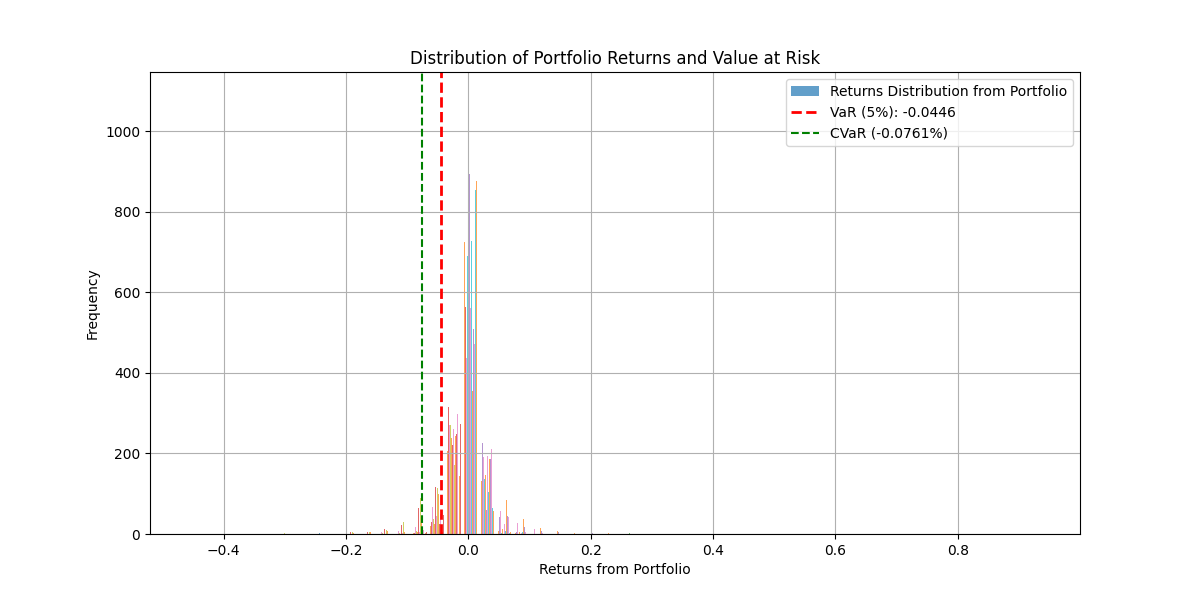 Distribution of Portfolio Returns and Value at Risk
Returns Distribution from Portfolio
VaR (5%): -0.0446
CVaR (-0.0761%)
1000
800
600
400
200
0
Frequency
−0.4 −0.2 0.0 0.2 0.4 0.6 0.8
Returns from Portfolio